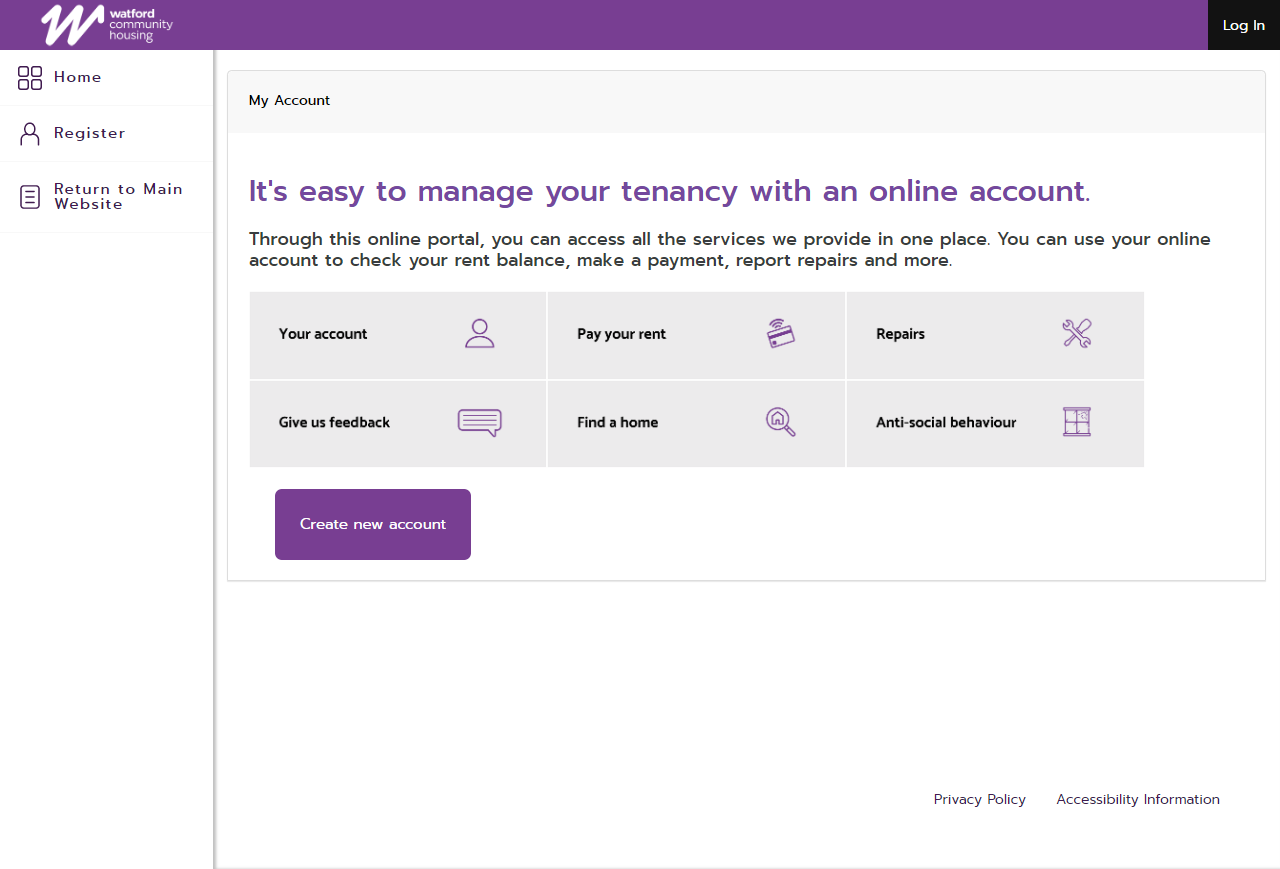 watford
community
housing
Log In
Home
Register
Return to Main
Website
My Account
It's easy to manage your tenancy with an online account.
Through this online portal, you can access all the services we provide in one place. You can use your online
account to check your rent balance, make a payment, report repairs and more.
Your account
Pay your rent
Repairs
Give us feedback
Find a home
Anti-social behaviour
Create new account
Privacy Policy
Accessibility Information